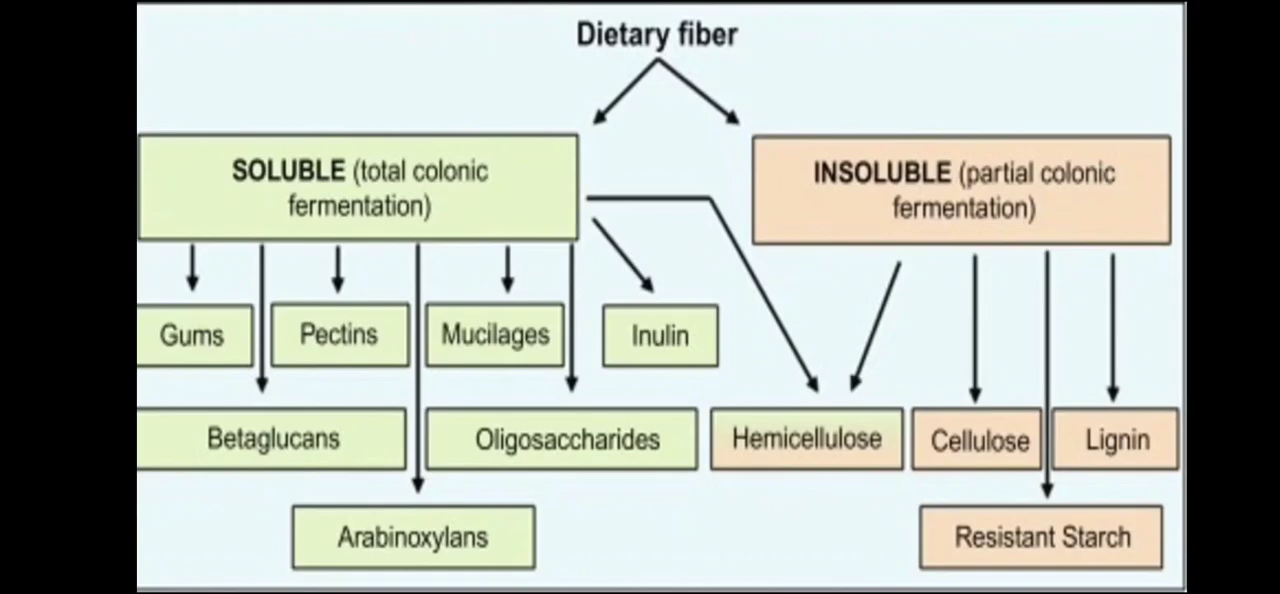 Dietary fiber
SOLUBLE (total colonic
fermentation)
INSOLUBLE (partial colonic
fermentation)
Gums
Pectins
Mucilages
Inulin
Betaglucans
Oligosaccharides
Hemicellulose
Cellulose
Lignin
Arabinoxylans
Resistant Starch